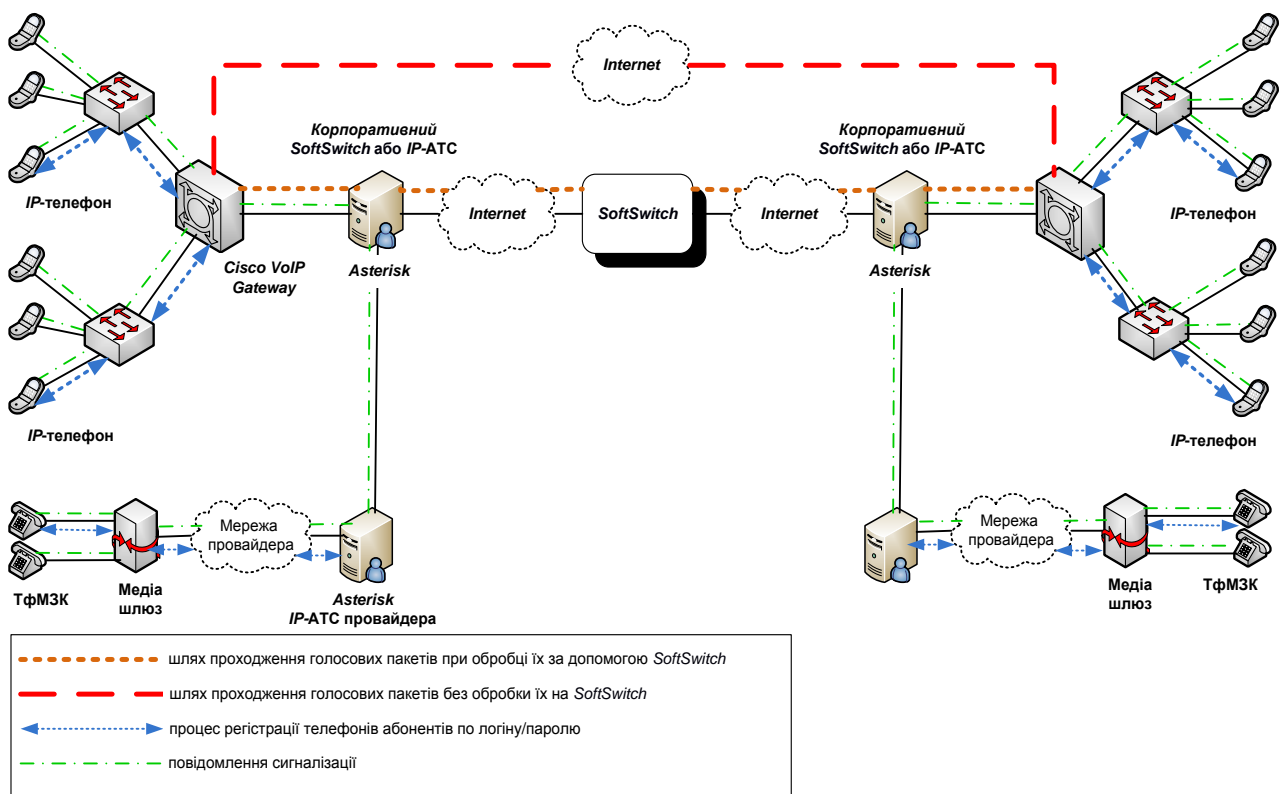 Internet
Корпоративний
SoftSwitch або IP-АТС
Корпоративний
SoftSwitch або IP-АТС
IP-телефон
Internet
SoftSwitch
Internet
IP-телефон
Cisco VoIP
Gateway
Asterisk
Asterisk
IP-телефон
IP-телефон
Мережа
провайдера
Мережа
провайдера
ТфМЗК
Медіа
шлюз
Asterisk
IP-АТС провайдера
Медіа
шлюз
ТфМЗК
шлях проходження голосових пакетів при обробці їх за допомогою SoftSwitch
шлях проходження голосових пакетів без обробки їх на SoftSwitch
процес регістрації телефонів абонентів по логіну/паролю
повідомлення сигналізації